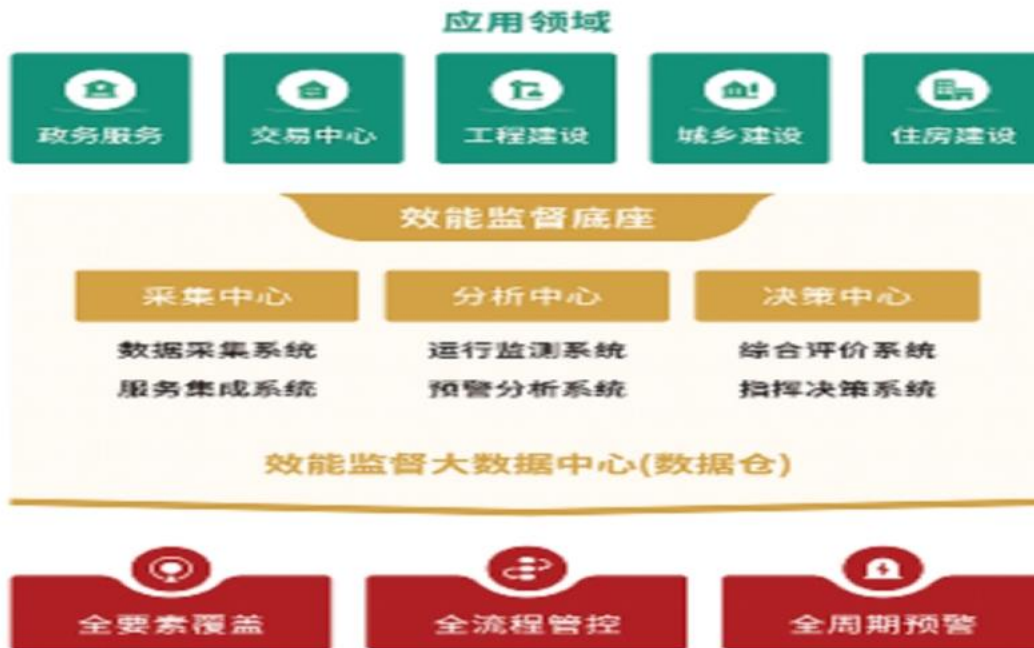 应用领域
政务服务 交易中心 工程建设 城乡建设 住房建设
效能监督底座
采集中心 分析中心 决策中心
数据采集系统 运行监测系统 综合评价系统
服务集成系统 预警分析系统 指挥决策系统
效能监督大数据中心(数据仓)
全要素覆盖 全流程管控 全周期预警